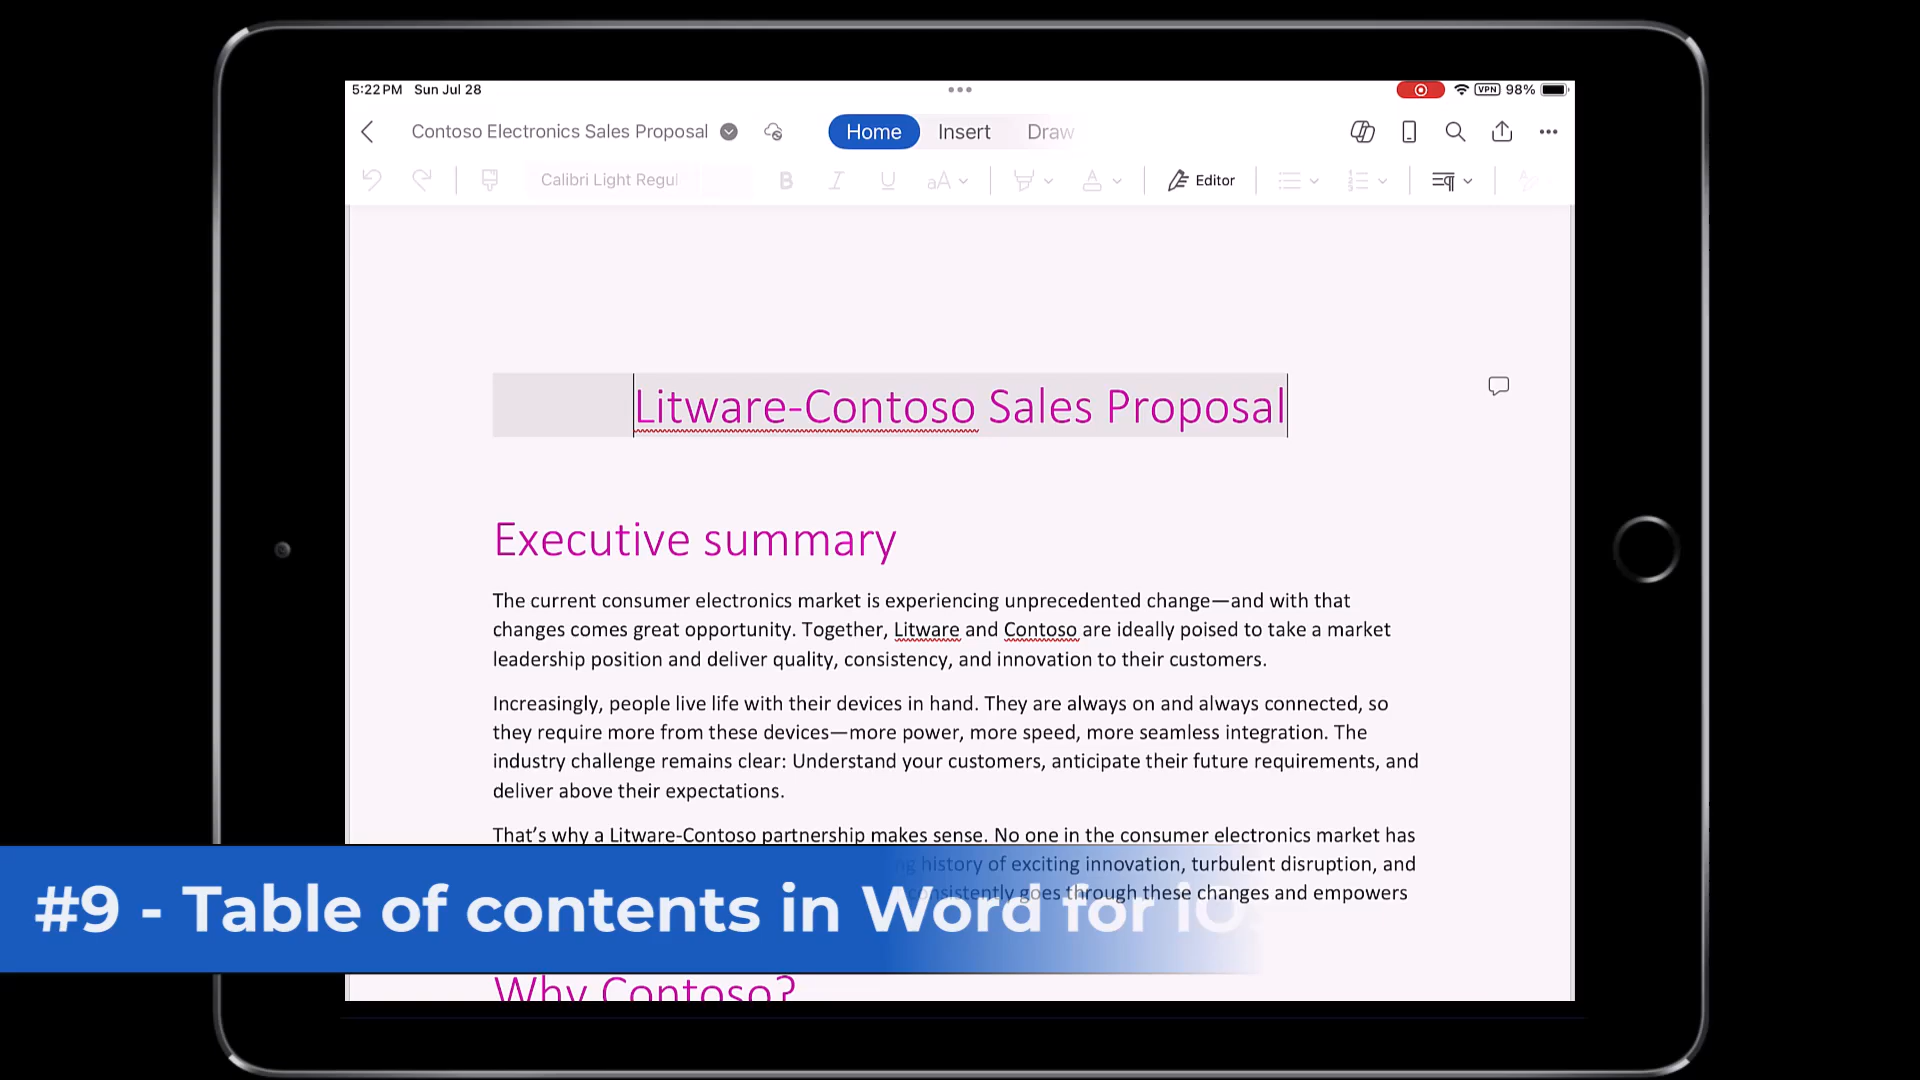 5:22 PM Sun Jul 28
VPN 98%
Contoso Electronics Sales Proposal
Home Insert Draw
Calibri Light Regul
B I U aA A Editor
Litware-Contoso Sales Proposal
Executive summary
The current consumer electronics market is experiencing unprecedented change—and with that
changes comes great opportunity. Together, Litware and Contoso are ideally poised to take a market
leadership position and deliver quality, consistency, and innovation to their customers.
Increasingly, people live life with their devices in hand. They are always on and always connected, so
they require more from these devices—more power, more speed, more seamless integration. The
industry challenge remains clear: Understand your customers, anticipate their future requirements, and
deliver above their expectations.
That’s why a Litware-Contoso partnership makes sense. No one in the consumer electronics market has
history of exciting innovation, turbulent disruption, and
consistently goes through these changes and empowers
#9 - Table of contents in Word for iO
Why Contoso?